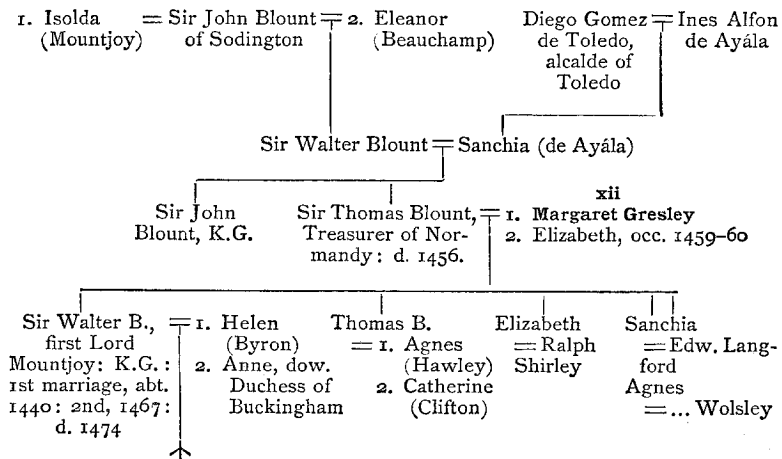 1. Isolda = Sir John Blount = 2. Eleanor Diego Gomez = Ines Alfon
(Mountjoy) of Sodington (Beauchamp) de Toledo, de Ayála
alcalde of
Toledo
Sir Walter Blount = Sanchia (de Ayála)
xii
Sir John Sir Thomas Blount, = 1. Margaret Gresley
Blount, K.G. Treasurer of Nor- 2. Elizabeth, occ. 1459-60
mandy: d. 1456.
Sir Walter B., = 1. Helen Thomas B. Elizabeth Sanchia
first Lord (Byron) = 1. Agnes = Ralph = Edw. Lang-
Mountjoy: K.G.: 2. Anne, dow. (Hawley) Shirley ford
1st marriage, abt. Duchess of 2. Catherine Agnes
1440: 2nd, 1467: Buckingham (Clifton) = ... Wolsley
d. 1474